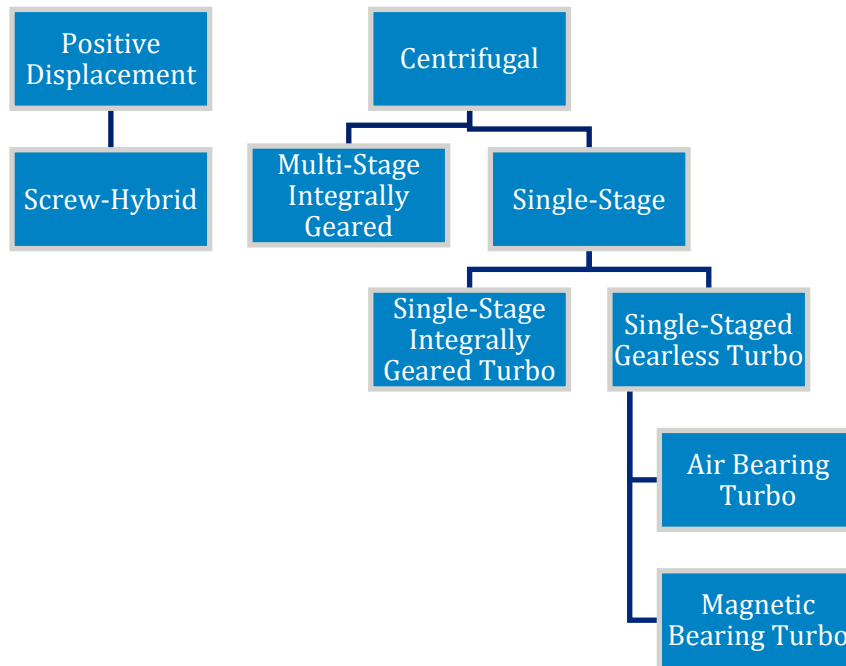 Positive
Displacement
Centrifugal
Screw-Hybrid
Multi-Stage
Integrally
Geared
Single-Stage
Single-Stage
Integrally
Geared Turbo
Single-Staged
Gearless Turbo
Air Bearing
Turbo
Magnetic
Bearing Turbo